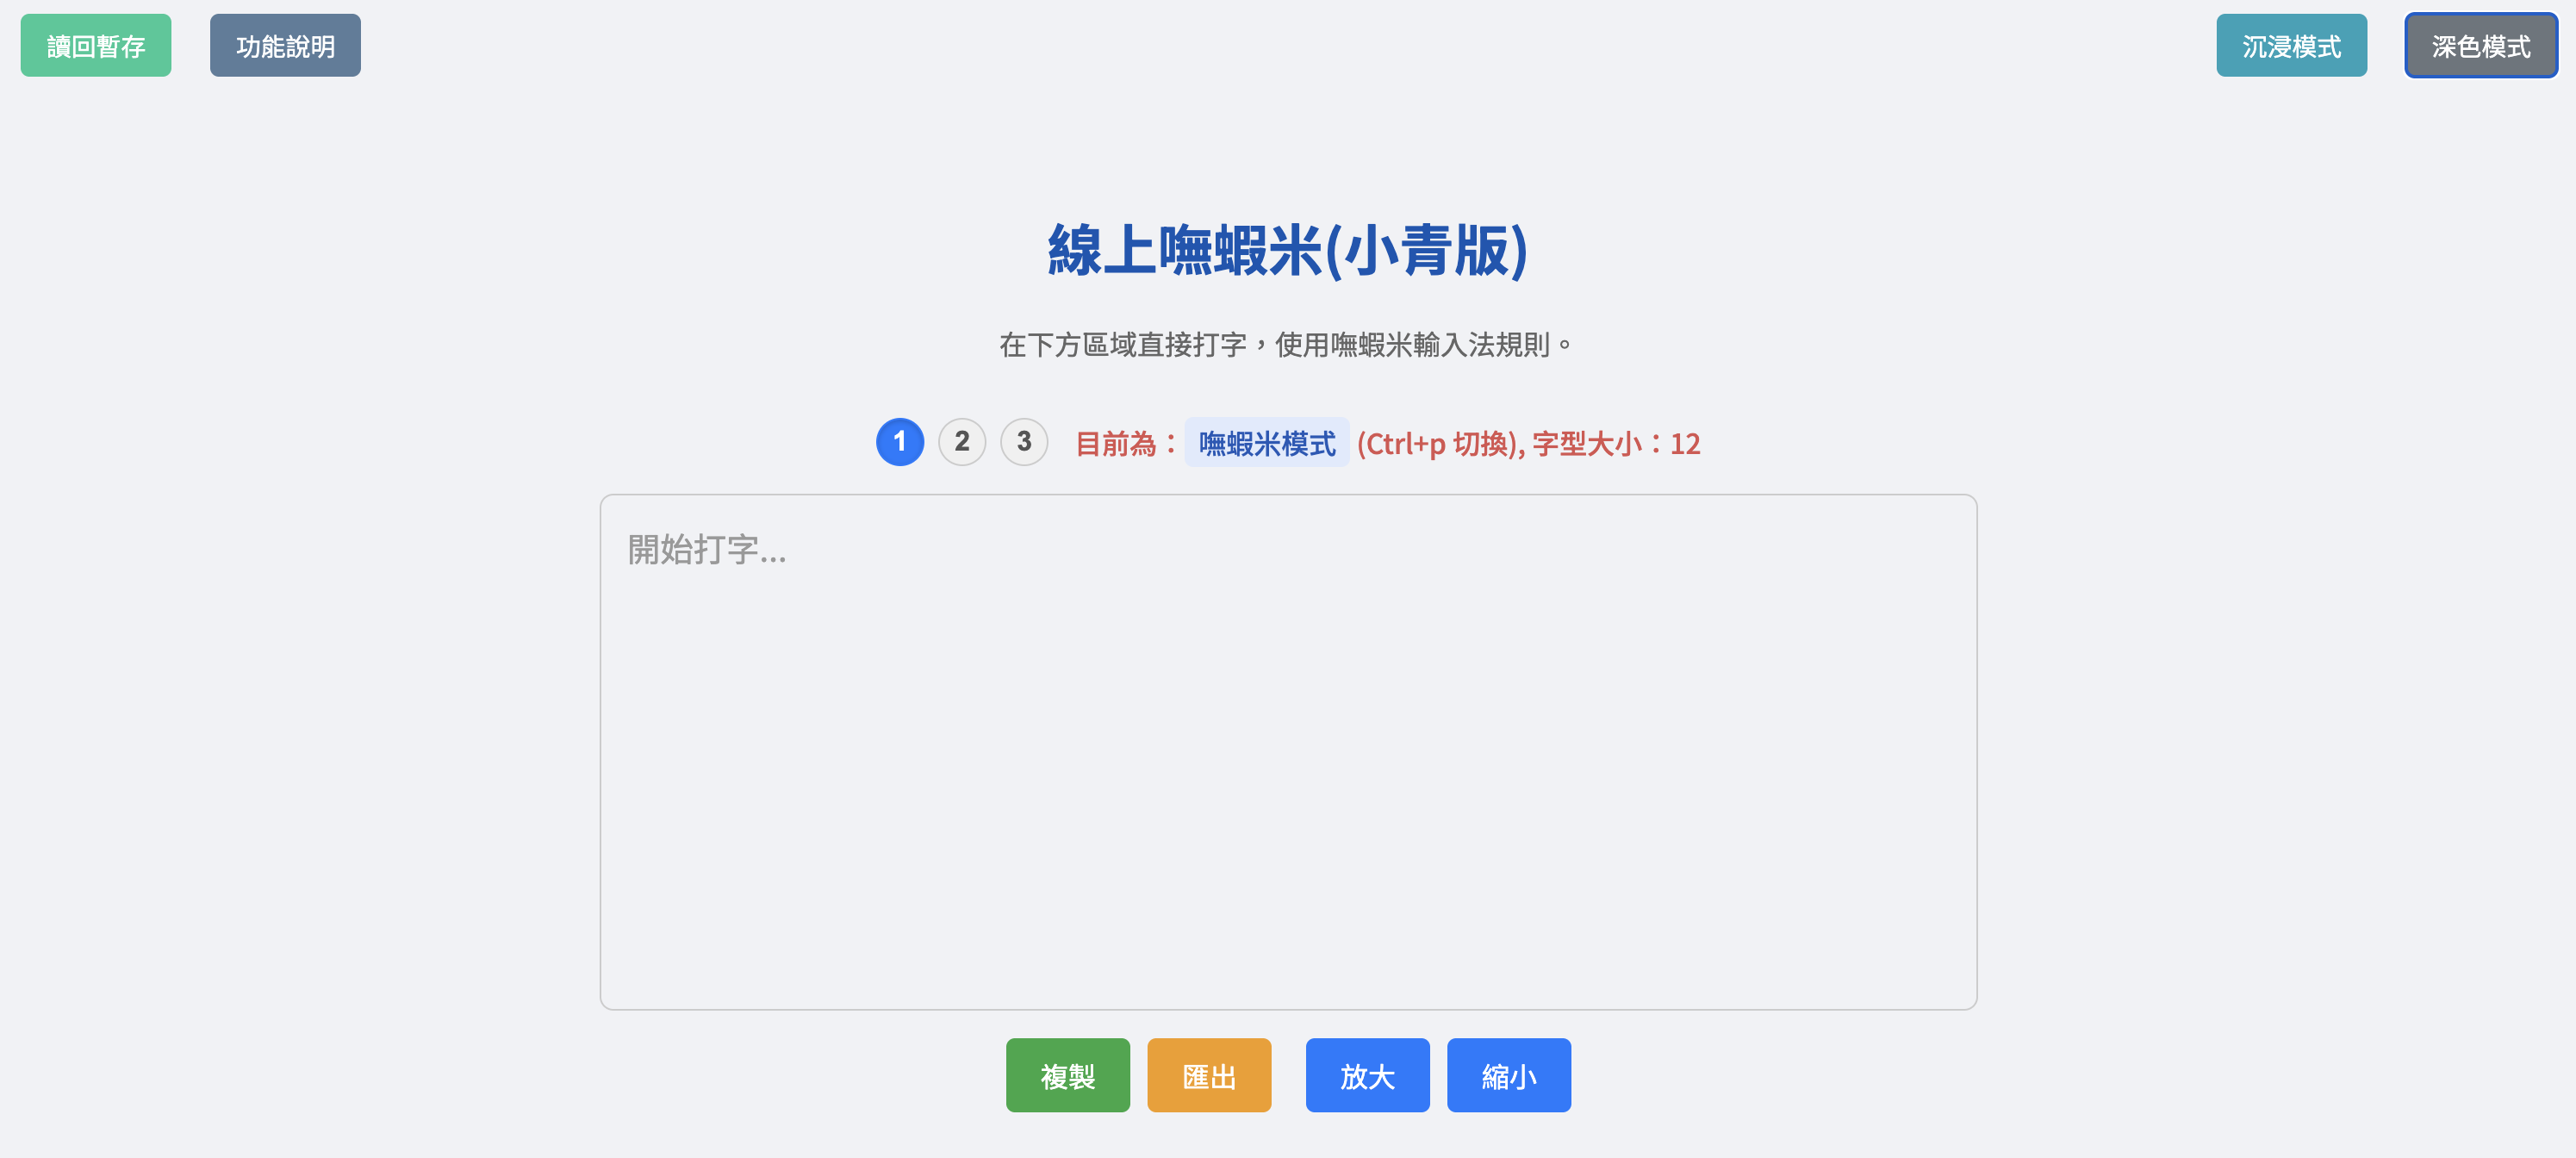 讀回暫存 功能說明 沉浸模式 深色模式
線上嘸蝦米(小青版)
在下方區域直接打字，使用嘸蝦米輸入法規則。
1 2 3 目前為：嘸蝦米模式 (Ctrl+p 切換), 字型大小：12
開始打字...
複製 匯出 放大 縮小